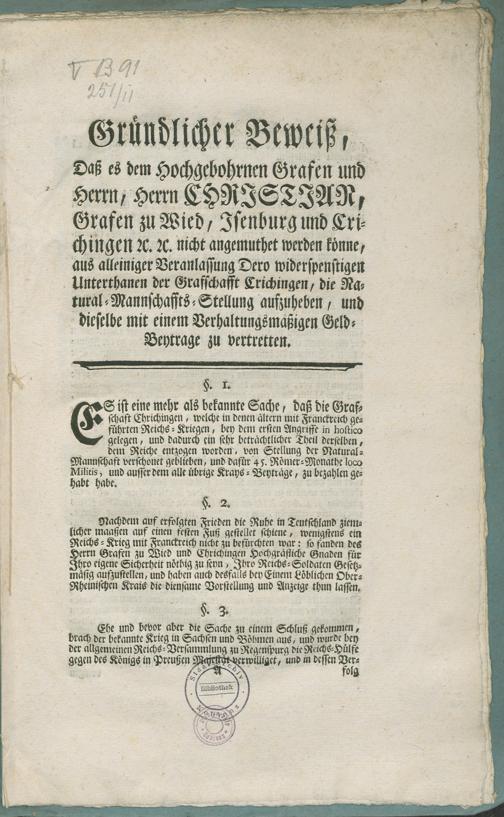 V B 91
251/II
Gründlicher Beweiß,
Daß es dem Hochgebohrnen Grafen und
Herrn, Herrn CHRISTIAN,
Grafen zu Wied, Isenburg und Cri-
chingen ꝛc. ꝛc. nicht angemuthet werden könne,
aus alleiniger Veranlassung Dero widerspenstigen
Unterthanen der Grafschafft Crichingen, die Na-
tural-Mannschaffts-Stellung aufzuheben, und
dieselbe mit einem Verhaltungsmäßigen Geld-
Beytrage zu vertretten.
§. 1.
ES ist eine mehr als bekannte Sache, daß die Graf-
schaft Chrichingen, welche in denen ältern mit Franckreich ge-
führten Reichs-Kriegen, bey dem ersten Angriffe in hostico
gelegen, und dadurch ein sehr beträchtlicher Theil derselben,
dem Reiche entzogen worden, von Stellung der Natural-
Mannschaft verschonet geblieben, und dafür 45. Römer-Monathe loco
Militis, und ausser dem alle übrige Krays-Beyträge, zu bezahlen ge-
habt habe.
§. 2.
Nachdem auf erfolgten Frieden die Ruhe in Teutschland ziem-
licher maaßen auf einen festen Fuß gestellet schiene, wenigstens ein
Reichs-Krieg mit Franckreich nicht zu befürchten war: so fanden des
Herrn Grafen zu Wied und Chrichingen Hochgräfliche Gnaden für
Ihro eigene Sicherheit nöthig zu seyn, Ihro Reichs-Soldaten Gesetz-
mäsig aufzustellen, und haben auch desfalls bey Einem Löblichen Ober-
Rheinischen Krais die diensame Vorstellung und Anzeige thun lassen.
§. 3.
Ehe und bevor aber die Sache zu einem Schluß gekommen,
brach der bekannte Krieg in Sachsen und Böhmen aus, und wurde bey
der allgemeinen Reichs-Versammlung zu Regenspurg die Reichs-Hülfe
gegen des Königs in Preußen Majestät verwilliget, und in dessen Ver-
A
folg
Bibliothek